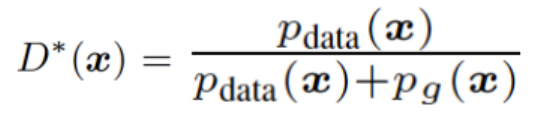 D*(x) = p_data(x) / p_data(x)+p_g(x)